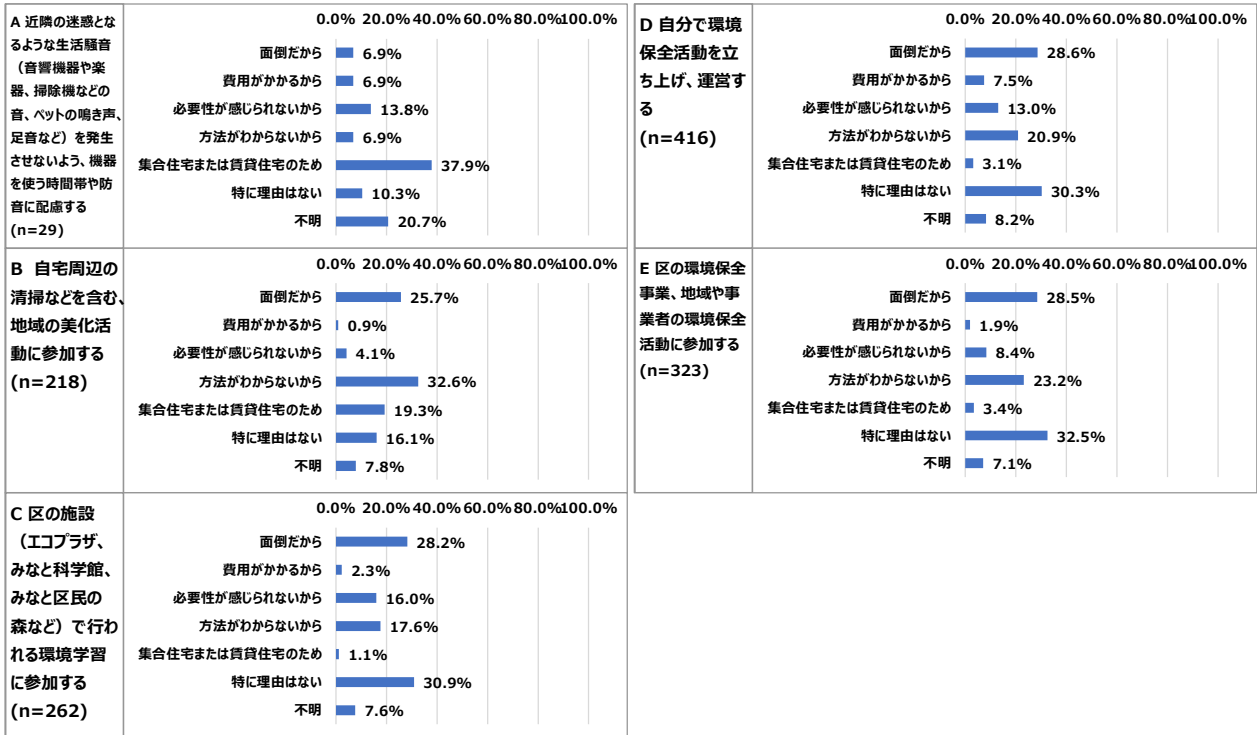 A 近隣の迷惑とな
るような生活騒音
（音響機器や楽
器、掃除機などの
音、ペットの鳴き声、
足音など）を発生
させないよう、機器
を使う時間帯や防
音に配慮する
(n=29)
0.0% 20.0% 40.0% 60.0% 80.0% 100.0%
面倒だから 6.9%
費用がかかるから 6.9%
必要性が感じられないから 13.8%
方法がわからないから 6.9%
集合住宅または賃貸住宅のため 37.9%
特に理由はない 10.3%
不明 20.7%
B 自宅周辺の
清掃などを含む、
地域の美化活
動に参加する
(n=218)
0.0% 20.0% 40.0% 60.0% 80.0% 100.0%
面倒だから 25.7%
費用がかかるから 0.9%
必要性が感じられないから 4.1%
方法がわからないから 32.6%
集合住宅または賃貸住宅のため 19.3%
特に理由はない 16.1%
不明 7.8%
C 区の施設
（エコプラザ、
みなと科学館、
みなと区民の
森など）で行わ
れる環境学習
に参加する
(n=262)
0.0% 20.0% 40.0% 60.0% 80.0% 100.0%
面倒だから 28.2%
費用がかかるから 2.3%
必要性が感じられないから 16.0%
方法がわからないから 17.6%
集合住宅または賃貸住宅のため 1.1%
特に理由はない 30.9%
不明 7.6%
D 自分で環境
保全活動を立
ち上げ、運営す
る
(n=416)
0.0% 20.0% 40.0% 60.0% 80.0% 100.0%
面倒だから 28.6%
費用がかかるから 7.5%
必要性が感じられないから 13.0%
方法がわからないから 20.9%
集合住宅または賃貸住宅のため 3.1%
特に理由はない 30.3%
不明 8.2%
E 区の環境保全
事業、地域や事
業者の環境保全
活動に参加する
(n=323)
0.0% 20.0% 40.0% 60.0% 80.0% 100.0%
面倒だから 28.5%
費用がかかるから 1.9%
必要性が感じられないから 8.4%
方法がわからないから 23.2%
集合住宅または賃貸住宅のため 3.4%
特に理由はない 32.5%
不明 7.1%